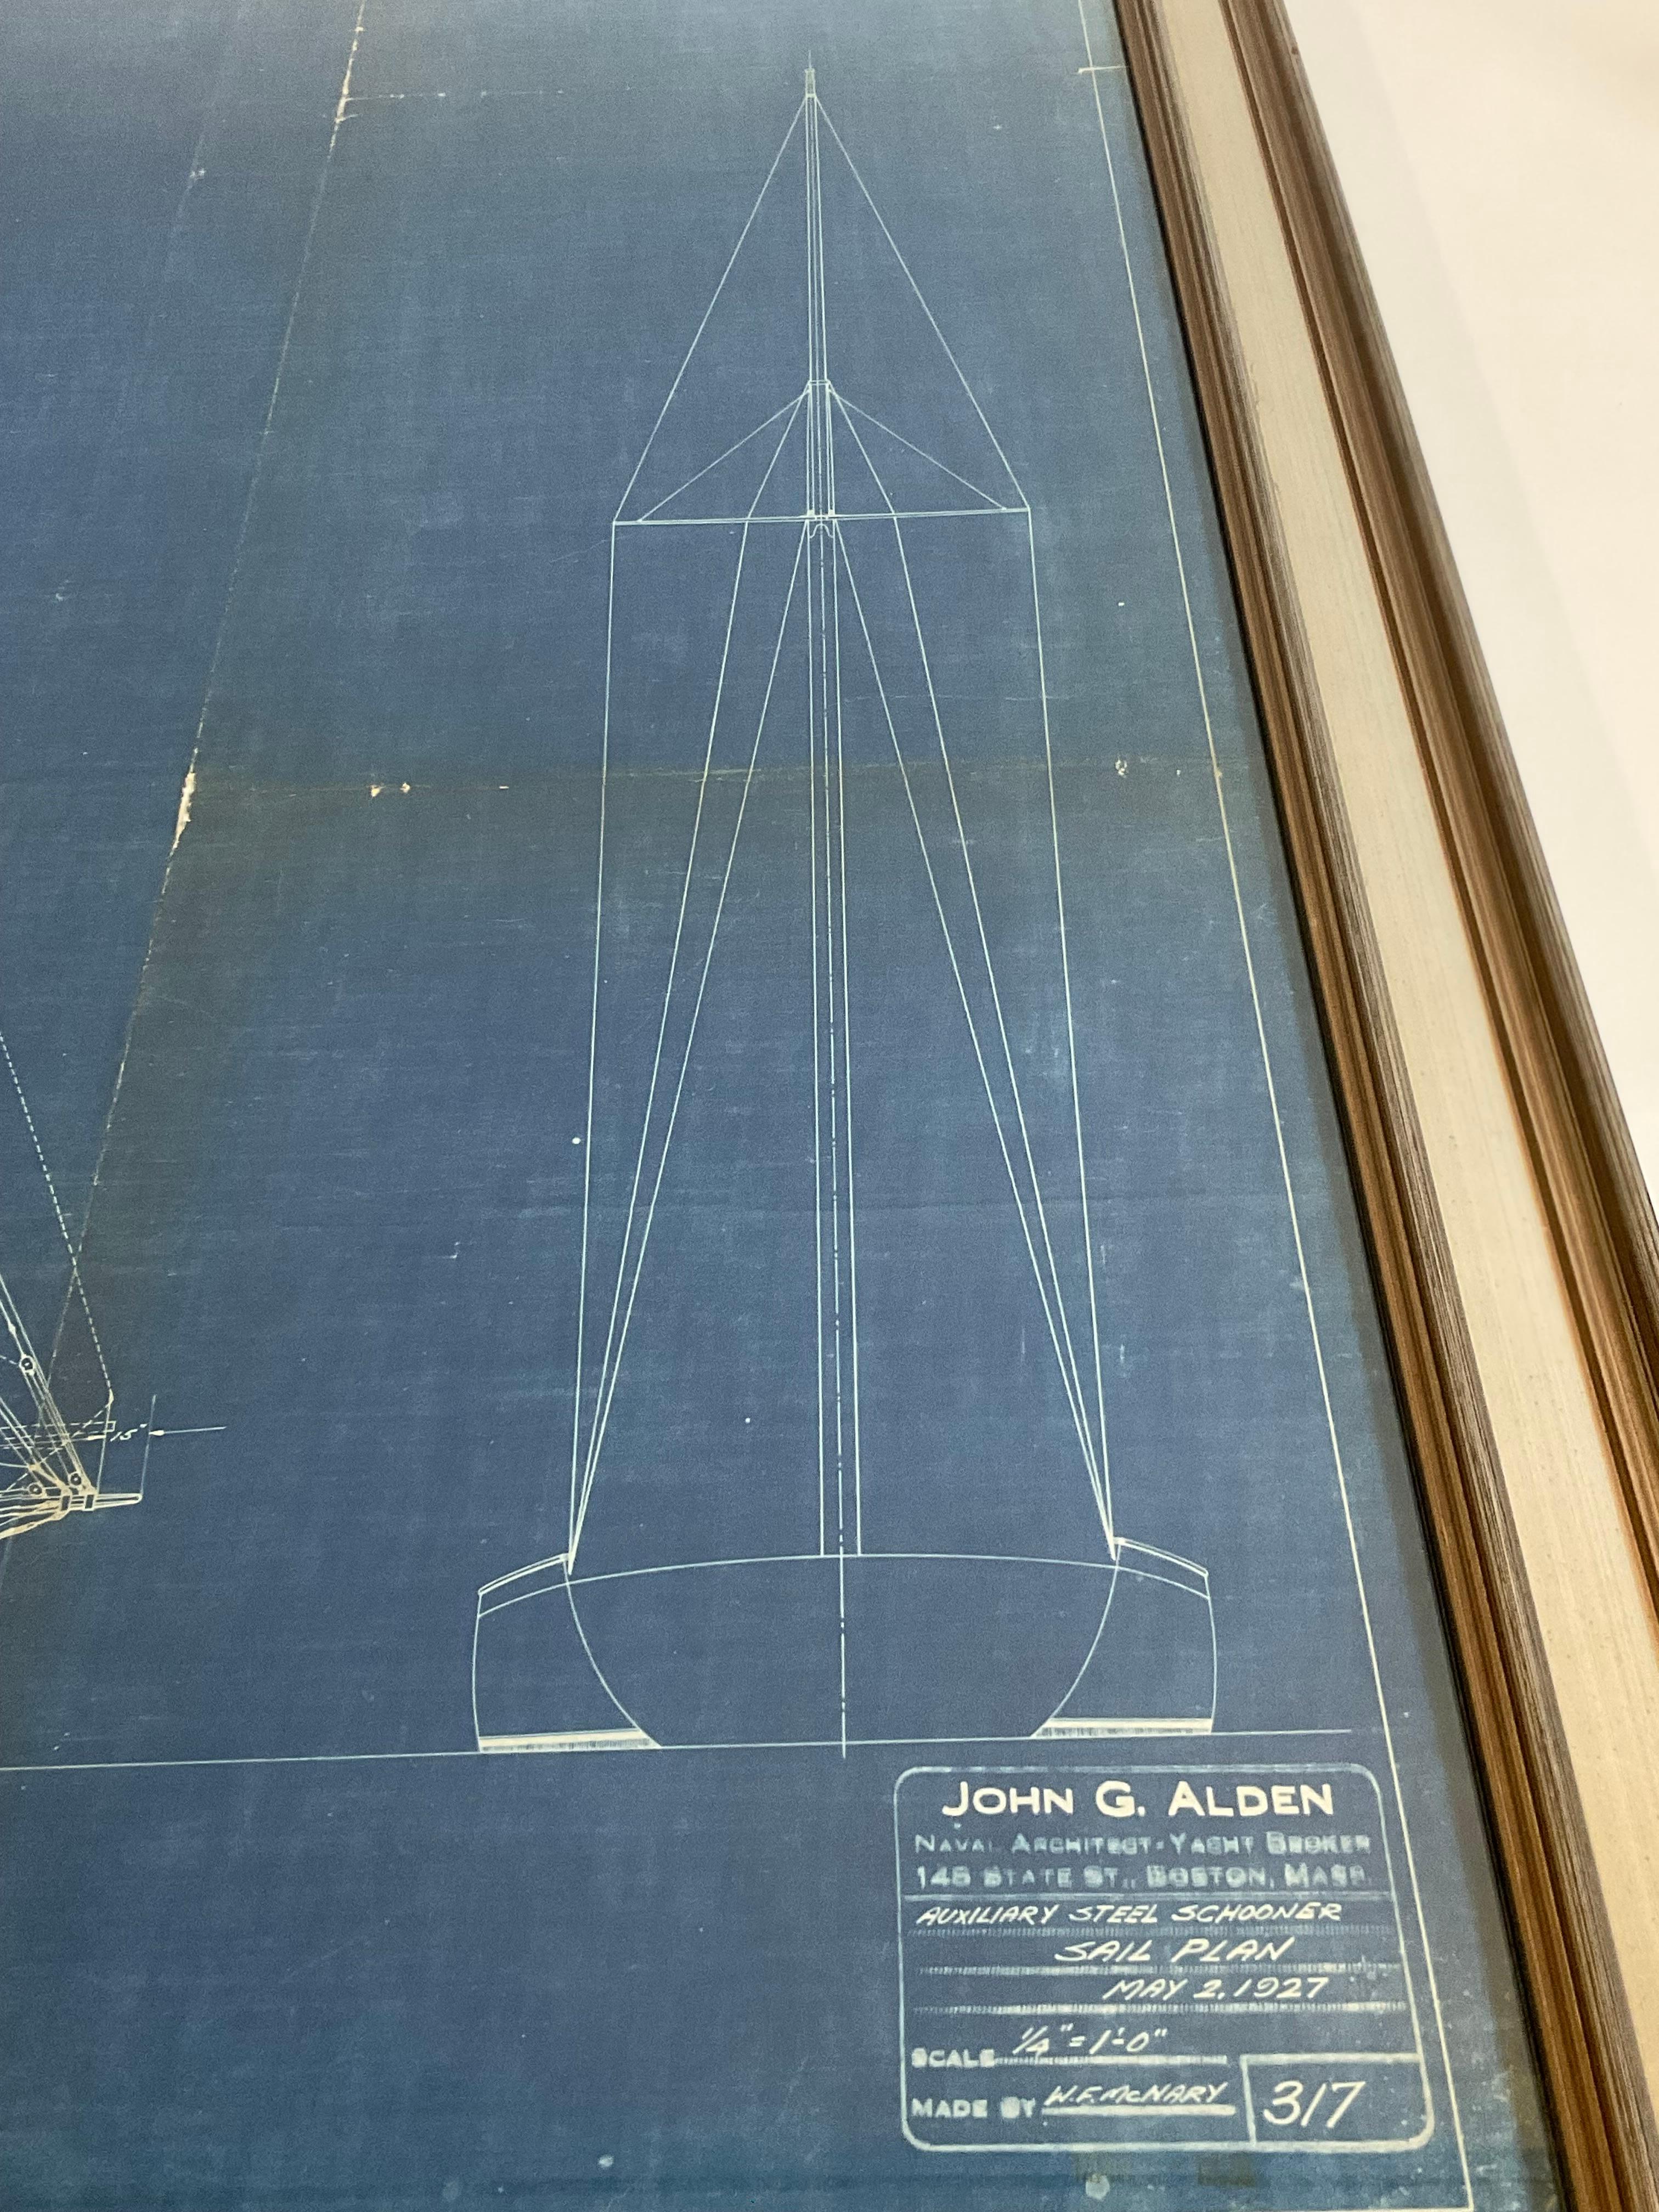 15"
JOHN G. ALDEN
NAVAL ARCHITECT-YACHT BROKER
148 STATE ST., BOSTON, MASS.
AUXILIARY STEEL SCHOONER
SAIL PLAN
MAY 2, 1927
SCALE 1/4" = 1'-0"
MADE BY W.F. McNARY
317